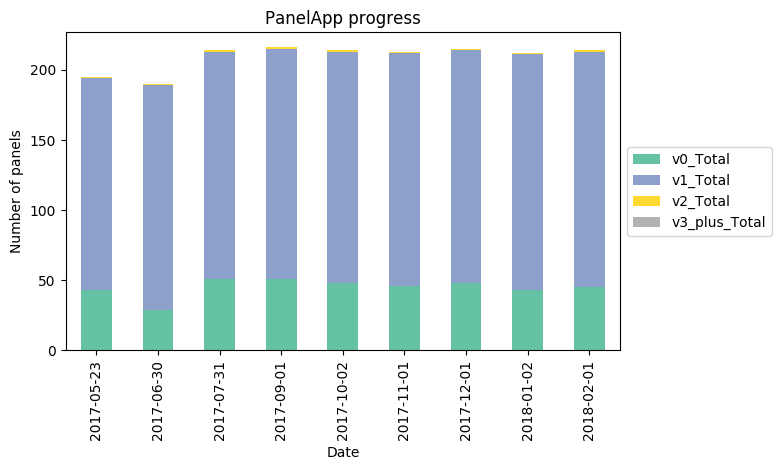 PanelApp progress
Number of panels
200
150
100
50
0
2017-05-23
2017-06-30
2017-07-31
2017-09-01
2017-10-02
2017-11-01
2017-12-01
2018-01-02
2018-02-01
Date
v0_Total
v1_Total
v2_Total
v3_plus_Total